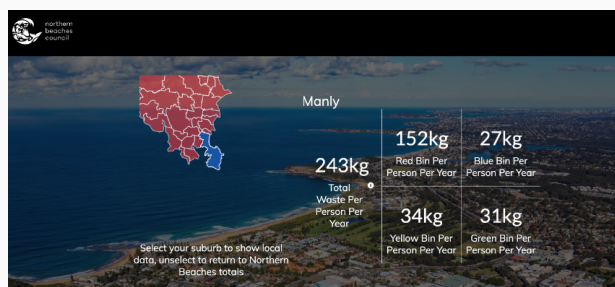 northern
beaches
council
Manly
243kg
Total
Waste Per
Person Per
Year
152kg
Red Bin Per
Person Per Year
27kg
Blue Bin Per
Person Per Year
34kg
Yellow Bin Per
Person Per Year
31kg
Green Bin Per
Person Per Year
Select your suburb to show local
data, unselect to return to Northern
Beaches totals